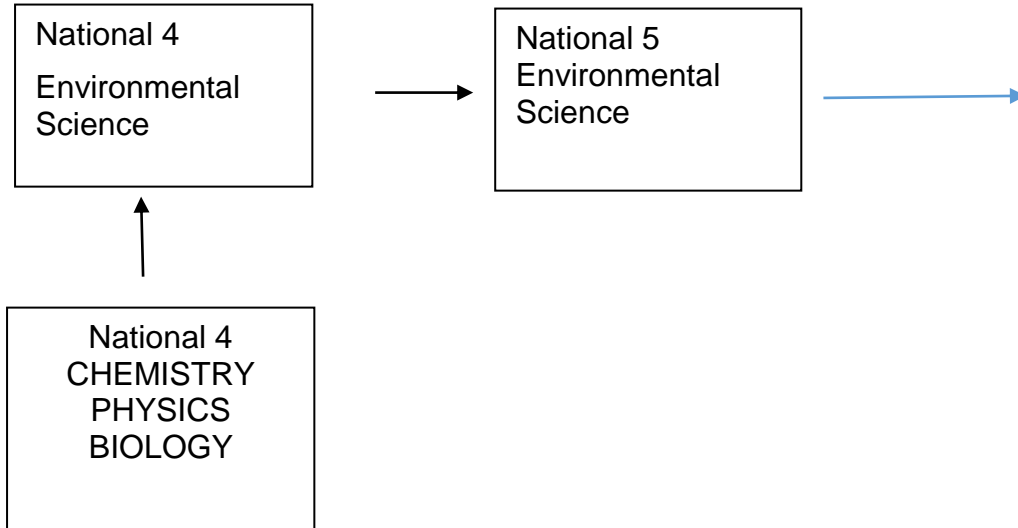 National 4
Environmental
Science
National 5
Environmental
Science
National 4
CHEMISTRY
PHYSICS
BIOLOGY